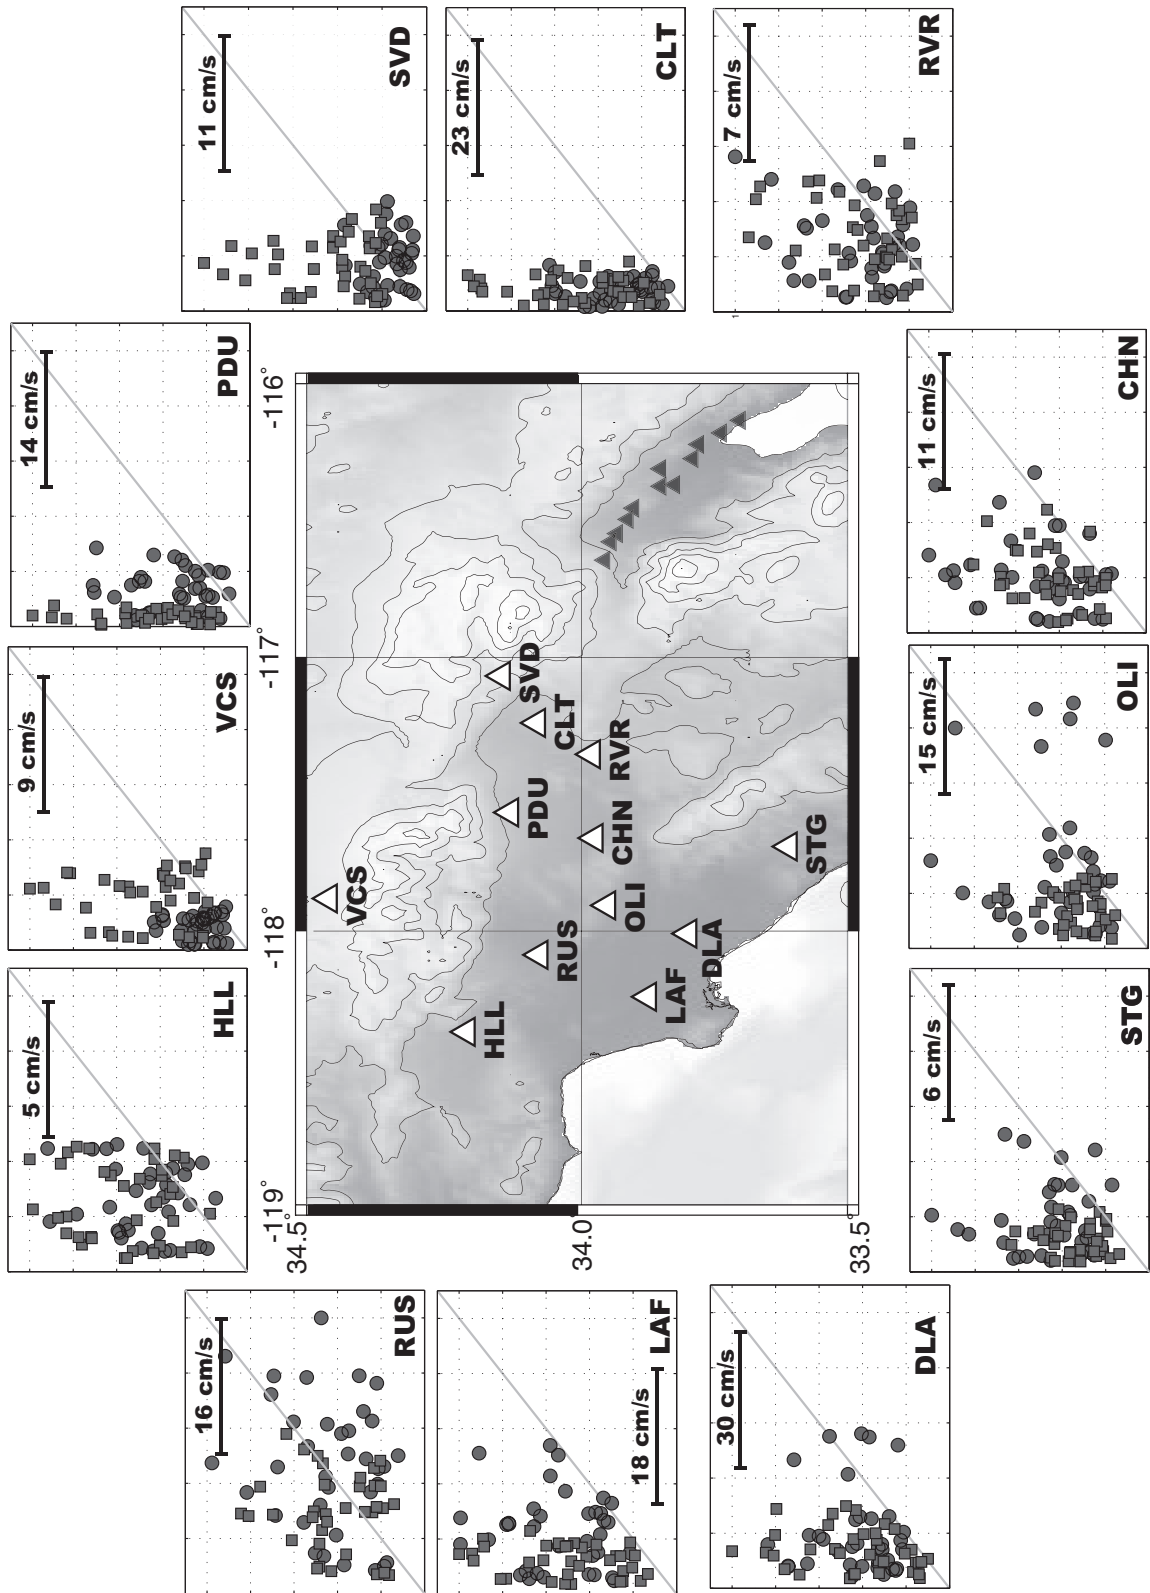 RUS
16 cm/s
HLL
5 cm/s
VCS
9 cm/s
PDU
14 cm/s
SVD
11 cm/s
LAF
18 cm/s
CLT
23 cm/s
DLA
30 cm/s
RVR
7 cm/s
STG
6 cm/s
OLI
15 cm/s
CHN
11 cm/s
34.5
34.0
-119°
-118°
-117°
-116°
VCS
HLL
RUS
PDU
SVD
CLT
RVR
CHN
OLI
LAF
DLA
STG